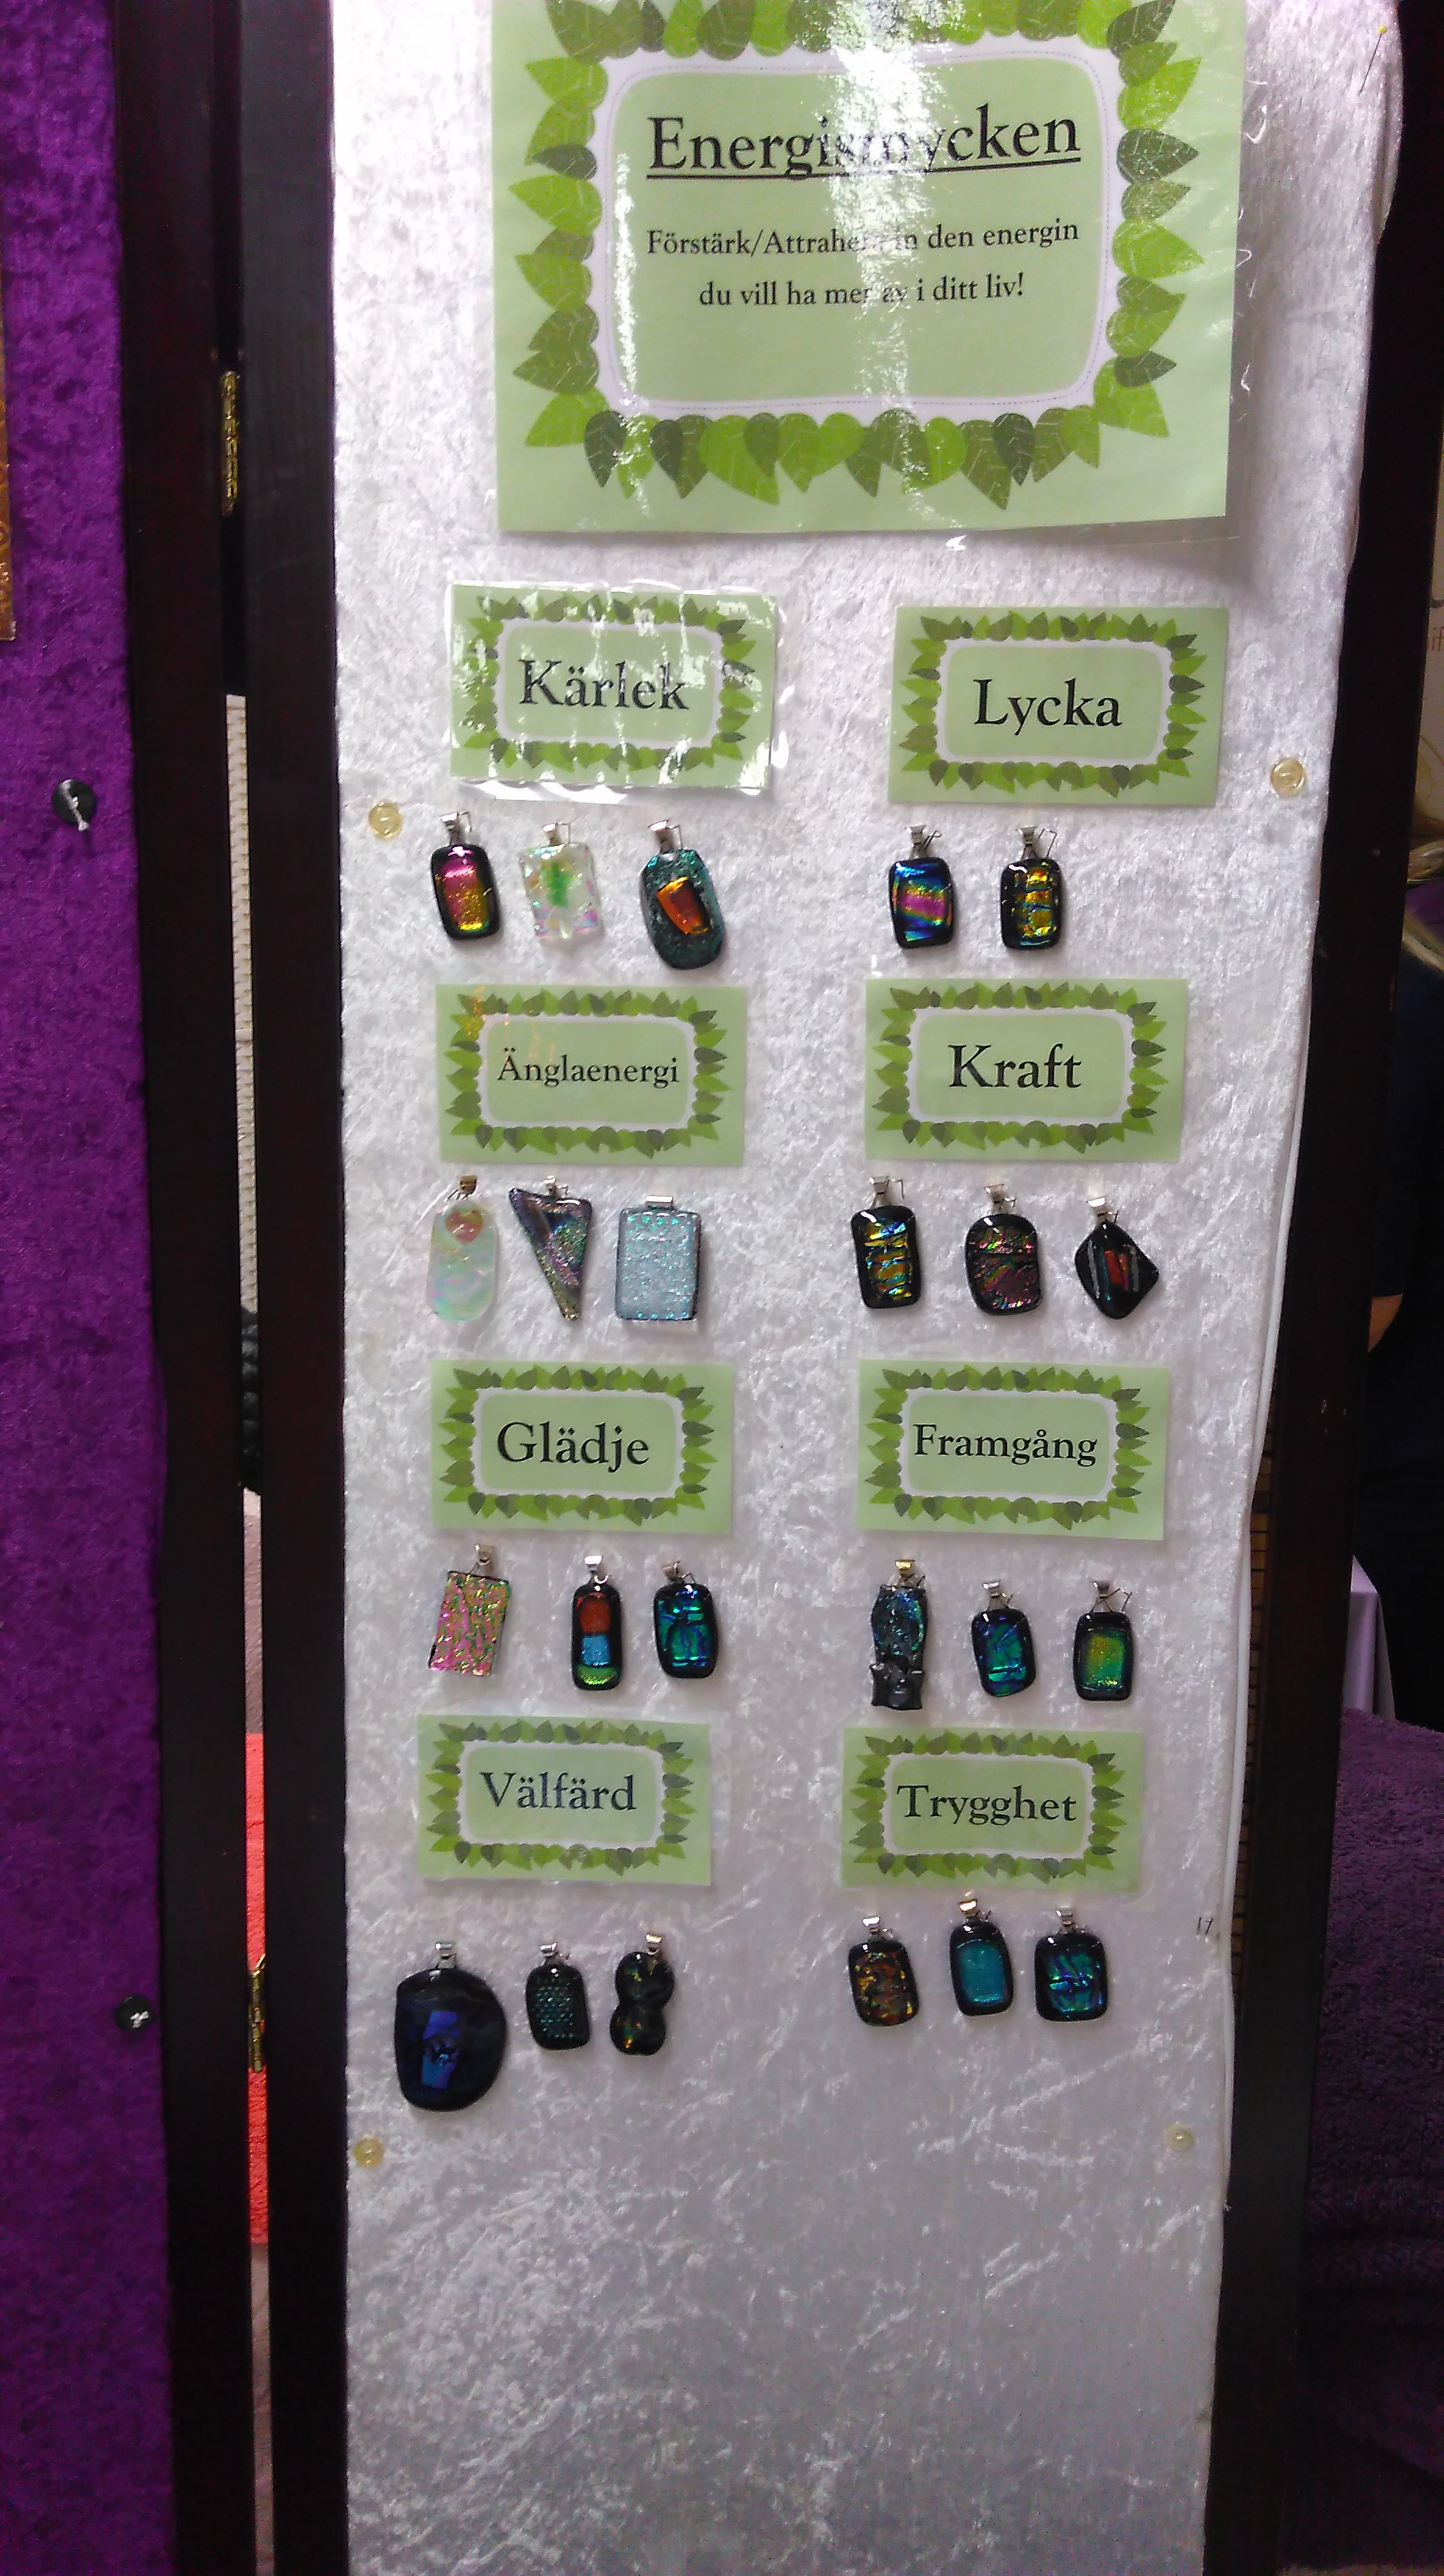 Energismycken
Förstärk/Attrahera in den energin
du vill ha mer av i ditt liv!
Kärlek
Lycka
Änglaenergi
Kraft
Glädje
Framgång
Välfärd
Trygghet
17